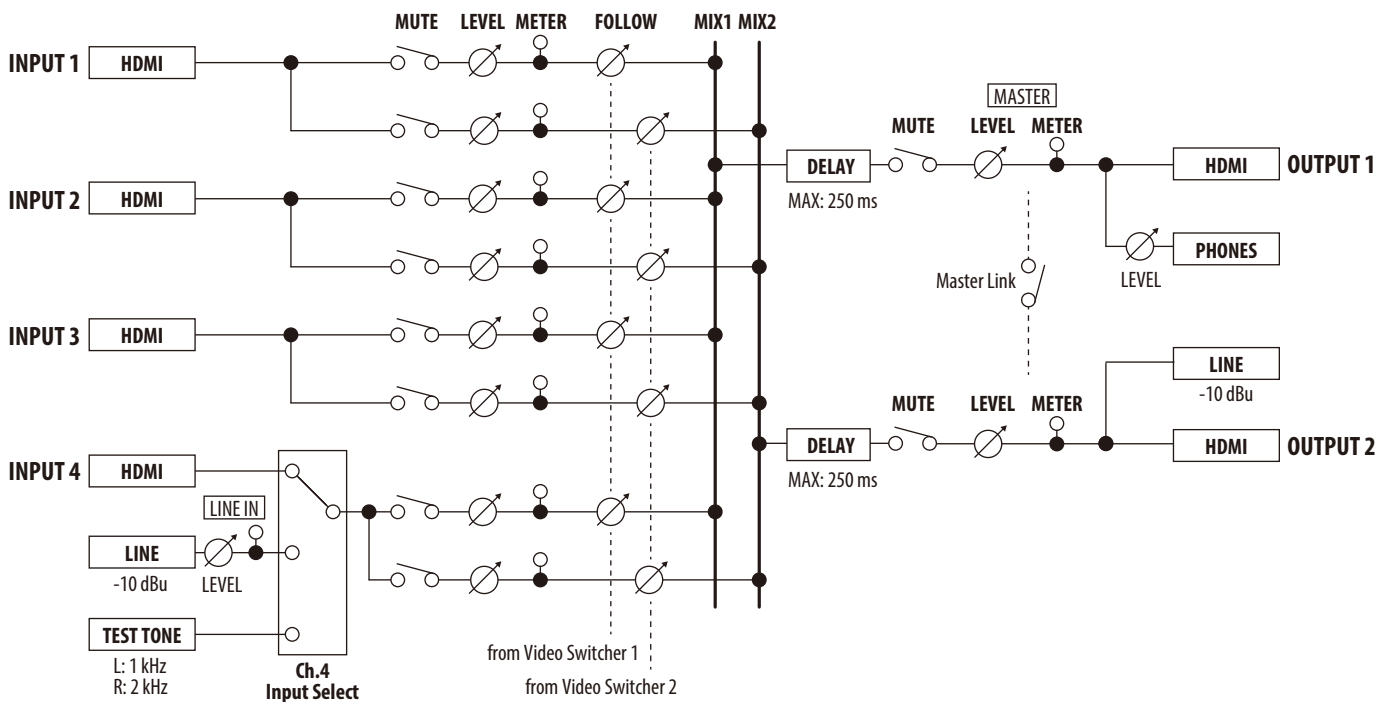 MUTE LEVEL METER FOLLOW MIX1 MIX2
INPUT 1 HDMI
MASTER
MUTE LEVEL METER
DELAY HDMI OUTPUT 1
MAX: 250 ms
INPUT 2 HDMI
PHONES
LEVEL
Master Link
INPUT 3 HDMI
LINE
-10 dBu
MUTE LEVEL METER
DELAY HDMI OUTPUT 2
MAX: 250 ms
INPUT 4 HDMI
LINE IN
LINE
-10 dBu LEVEL
TEST TONE
L: 1 kHz
R: 2 kHz
Ch.4
Input Select
from Video Switcher 1
from Video Switcher 2